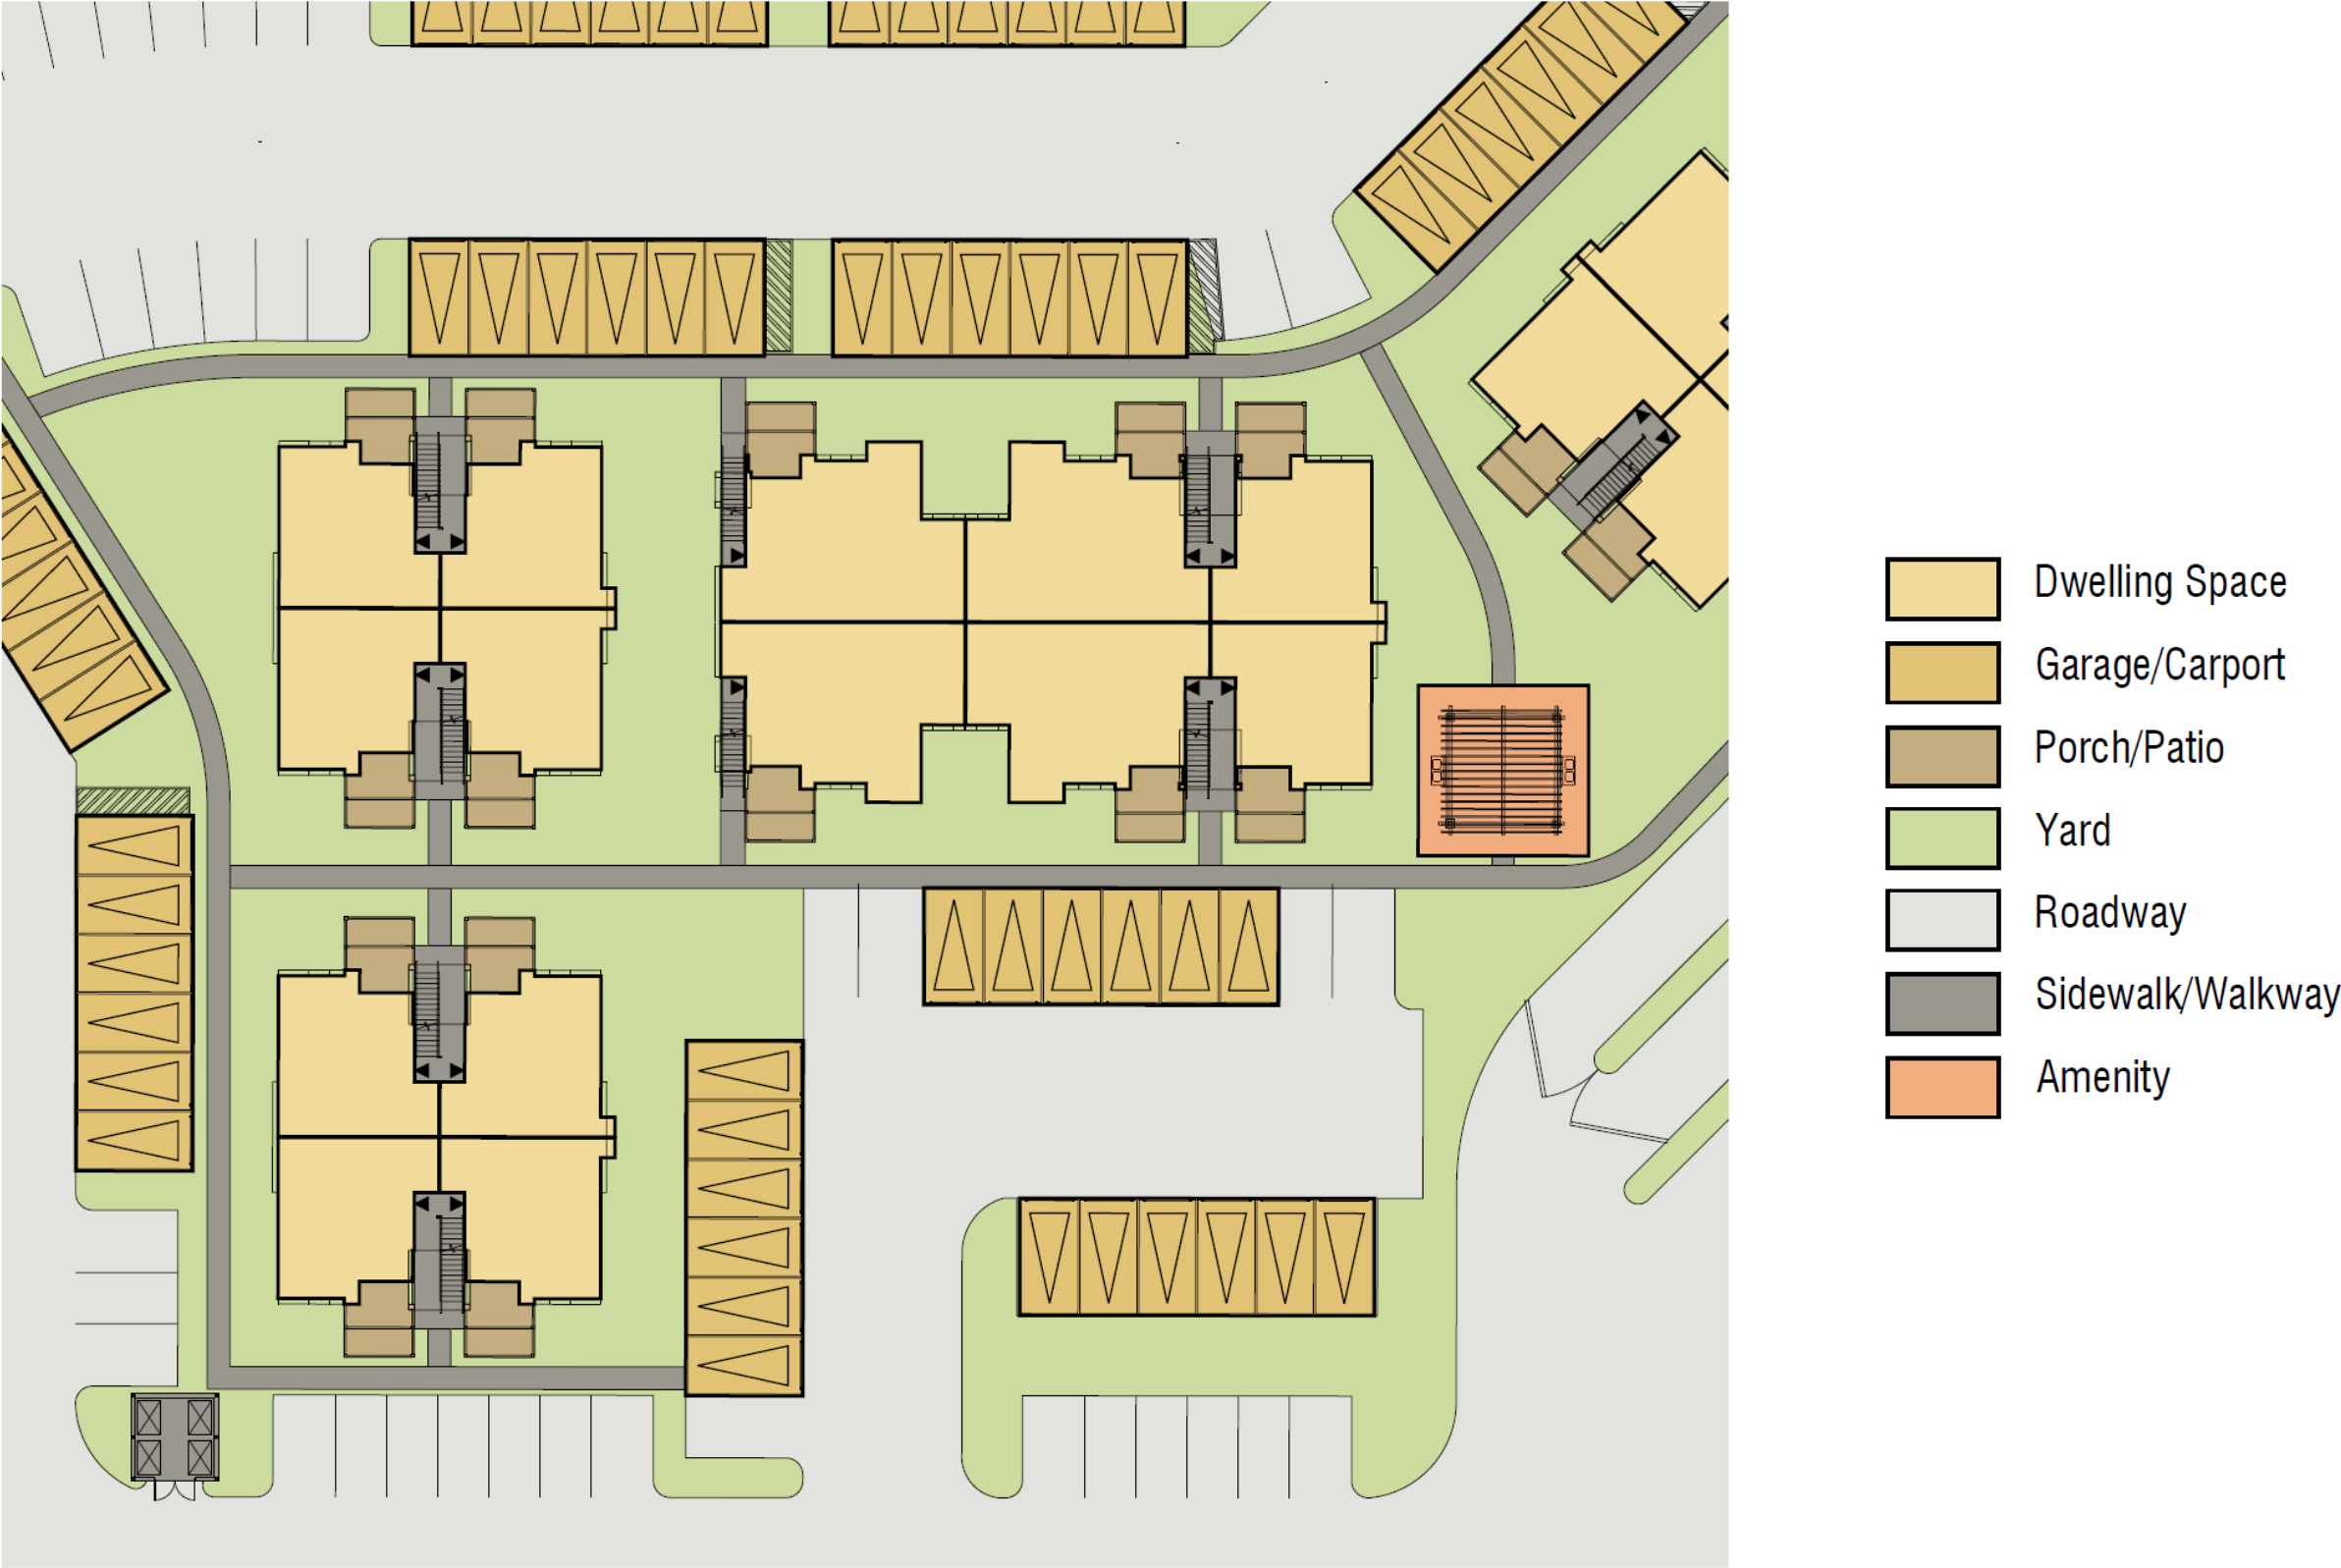 Dwelling Space
Garage/Carport
Porch/Patio
Yard
Roadway
Sidewalk/Walkway
Amenity